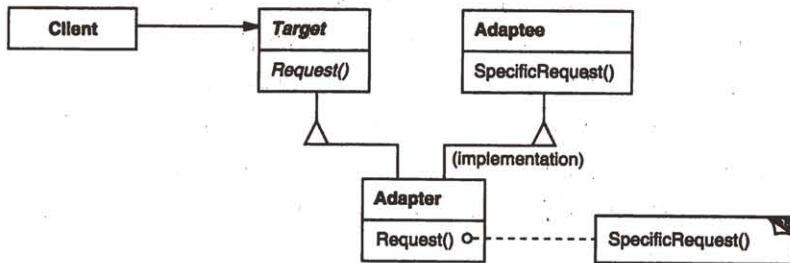 Client
Target
Request()
Adaptee
SpecificRequest()
(implementation)
Adapter
Request()
SpecificRequest()